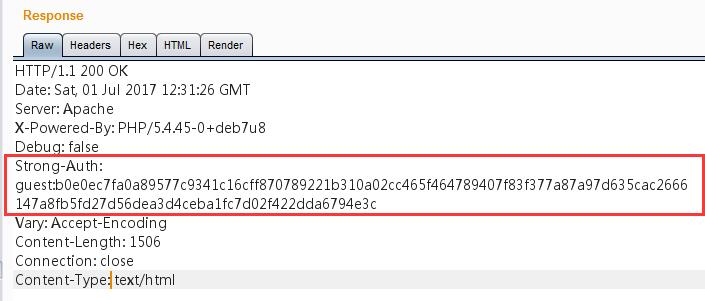 Response
Raw Headers Hex HTML Render
HTTP/1.1 200 OK
Date: Sat, 01 Jul 2017 12:31:26 GMT
Server: Apache
X-Powered-By: PHP/5.4.45-0+deb7u8
Debug: false
Strong-Auth:
guest:b0e0ec7fa0a89577c9341c16cff870789221b310a02cc465f464789407f83f377a87a97d635cac2666
147a8fb5fd27d56dea3d4ceba1fc7d02f422dda6794e3c
Vary: Accept-Encoding
Content-Length: 1506
Connection: close
Content-Type: text/html